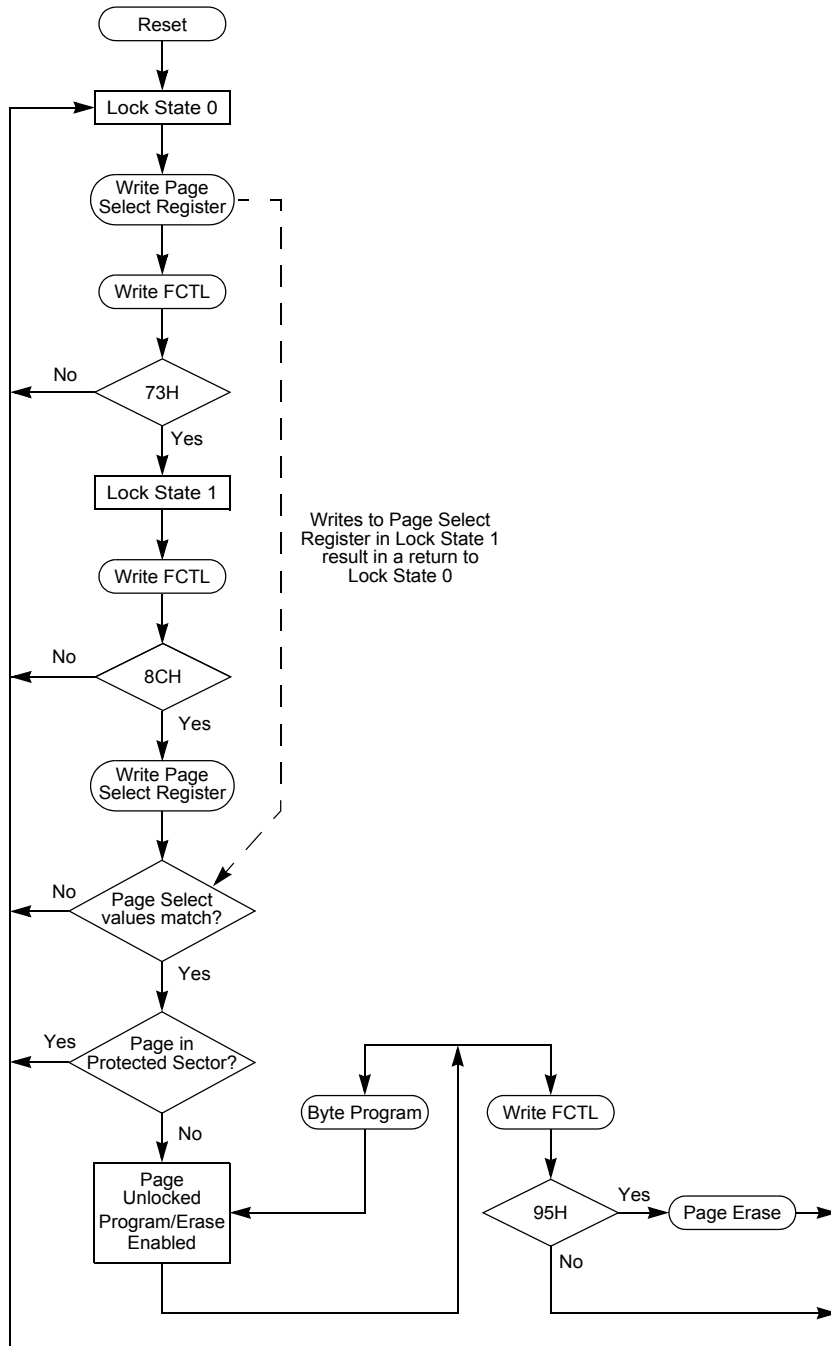 Reset
Lock State 0
Write Page
Select Register
Write FCTL
No
73H
Yes
Lock State 1
Writes to Page Select
Register in Lock State 1
result in a return to
Lock State 0
Write FCTL
No
8CH
Yes
Write Page
Select Register
No
Page Select
values match?
Yes
Yes
Page in
Protected Sector?
No
Byte Program
Write FCTL
Page
Unlocked
Program/Erase
Enabled
95H
Yes
Page Erase
No